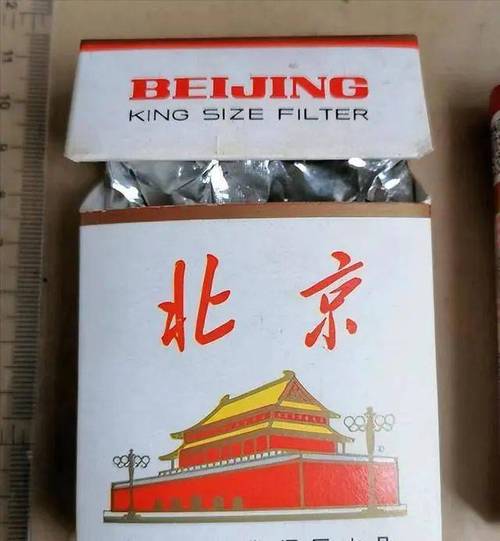 BEIJING
KING SIZE FILTER
北京